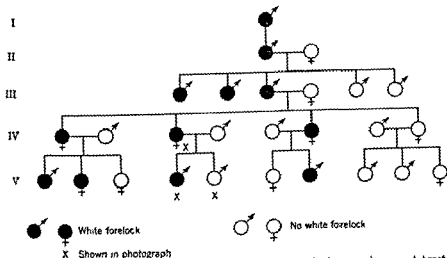 I
II
III
IV
V
x
x x
White forelock No white forelock
x Shown in photograph